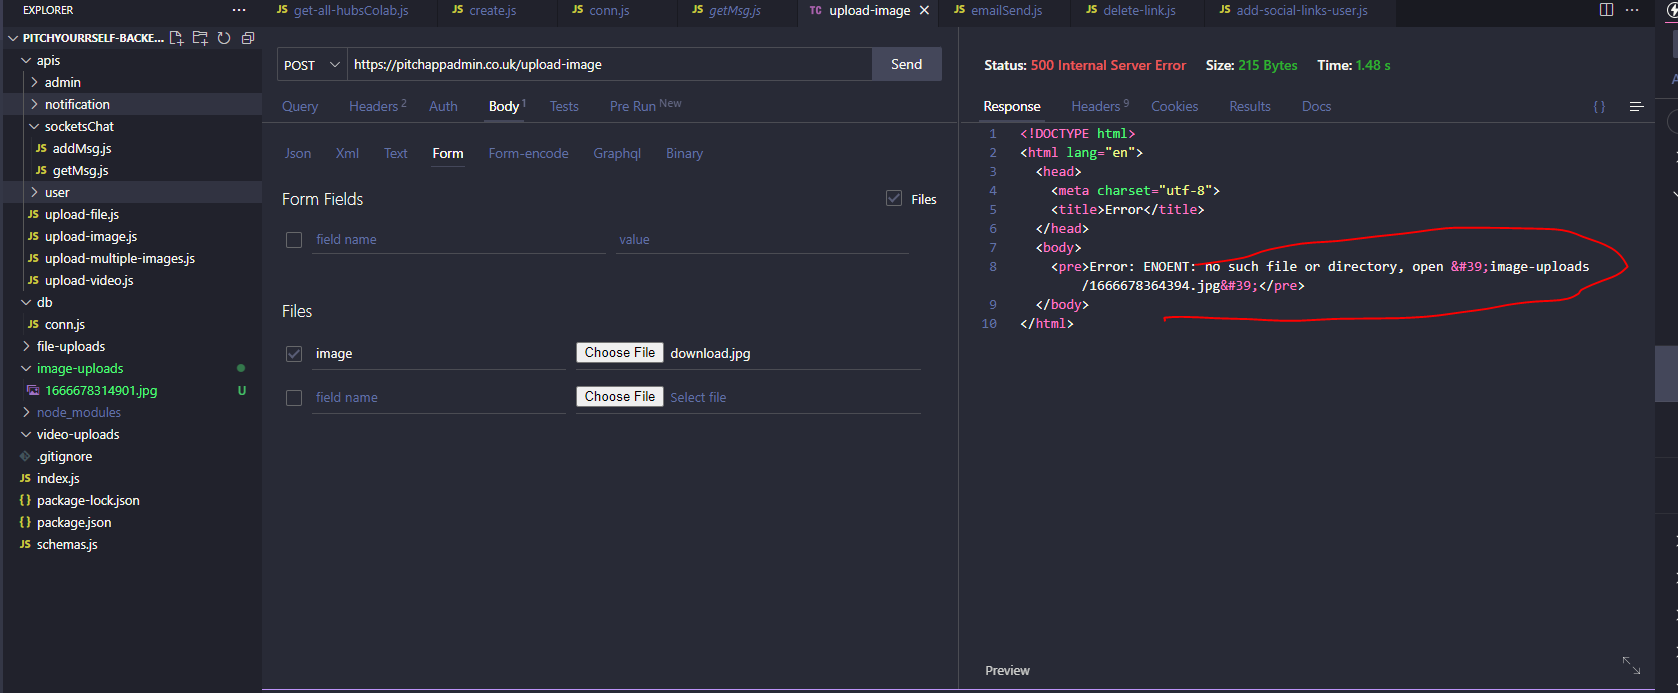 EXPLORER
PITCHYOURRSELF-BACKE...
apis
admin
notification
socketsChat
JS addMsg.js
JS getMsg.js
user
JS upload-file.js
JS upload-image.js
JS upload-multiple-images.js
JS upload-video.js
db
JS conn.js
file-uploads
image-uploads
1666678314901.jpg U
node_modules
video-uploads
.gitignore
JS index.js
{} package-lock.json
{} package.json
JS schemas.js
JS get-all-hubsColab.js JS create.js JS conn.js JS getMsg.js TC upload-image JS emailSend.js JS delete-link.js JS add-social-links-user.js
POST https://pitchappadmin.co.uk/upload-image Send
Query Headers 2 Auth Body 1 Tests Pre Run New
Json Xml Text Form Form-encode Graphql Binary
Form Fields Files
field name value
Files
image Choose File download.jpg
field name Choose File Select file
Status: 500 Internal Server Error Size: 215 Bytes Time: 1.48 s
Response Headers 9 Cookies Results Docs { }
1 <!DOCTYPE html>
2 <html lang="en">
3 <head>
4 <meta charset="utf-8">
5 <title>Error</title>
6 </head>
7 <body>
8 <pre>Error: ENOENT: no such file or directory, open &#39;image-uploads
/1666678364394.jpg&#39;</pre>
9 </body>
10 </html>
Preview